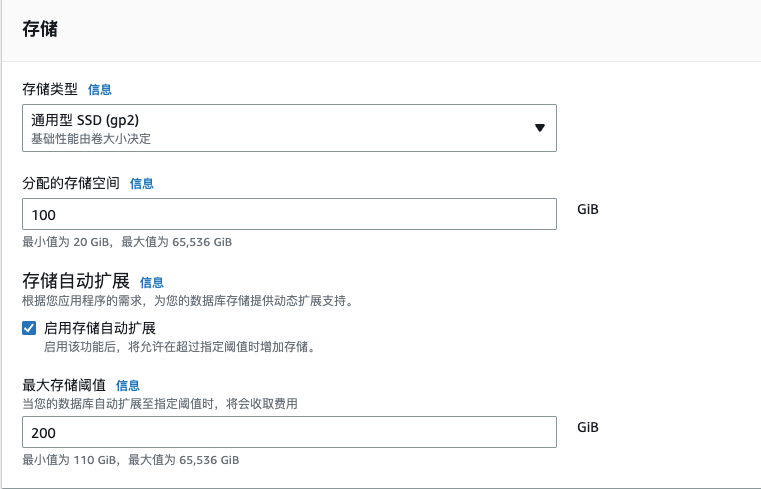 存储
存储类型 信息
通用型 SSD (gp2)
基础性能由卷大小决定
分配的存储空间 信息
100 GiB
最小值为 20 GiB，最大值为 65,536 GiB
存储自动扩展 信息
根据您应用程序的需求，为您的数据库存储提供动态扩展支持。
启用存储自动扩展
启用该功能后，将允许在超过指定阈值时增加存储。
最大存储阈值 信息
当您的数据库自动扩展至指定阈值时，将会收取费用
200 GiB
最小值为 110 GiB，最大值为 65,536 GiB